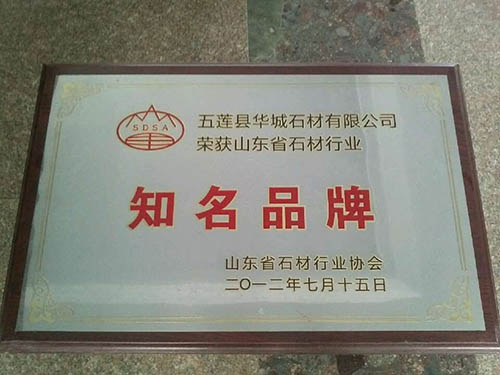 SDSA
五莲县华城石材有限公司
荣获山东省石材行业
知名品牌
山东省石材行业协会
二〇一二年七月十五日